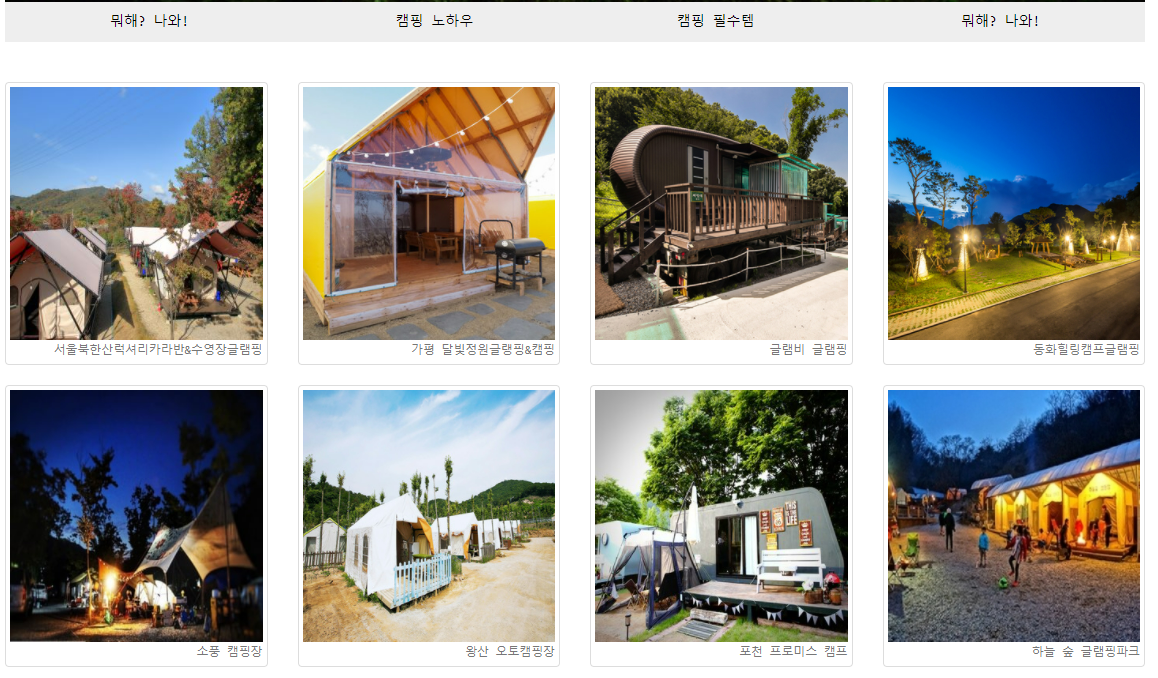 뭐해? 나와!
캠핑 노하우
캠핑 필수템
뭐해? 나와!
서울북한산럭셔리카라반&수영장글램핑
가평 달빛정원글램핑&캠핑
글램비 글램핑
동화힐링캠프글램핑
THIS
IS THE
LIFE
소풍 캠핑장
왕산 오토캠핑장
포천 프로미스 캠프
하늘 숲 글램핑파크